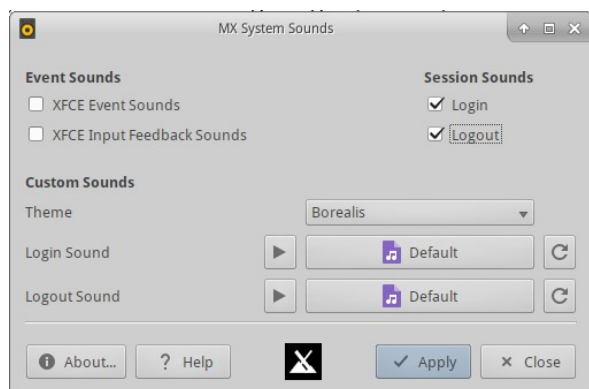 MX System Sounds
Event Sounds
Session Sounds
XFCE Event Sounds
Login
XFCE Input Feedback Sounds
Logout
Custom Sounds
Theme
Borealis
Login Sound
Default
Logout Sound
Default
About...
? Help
Apply
Close